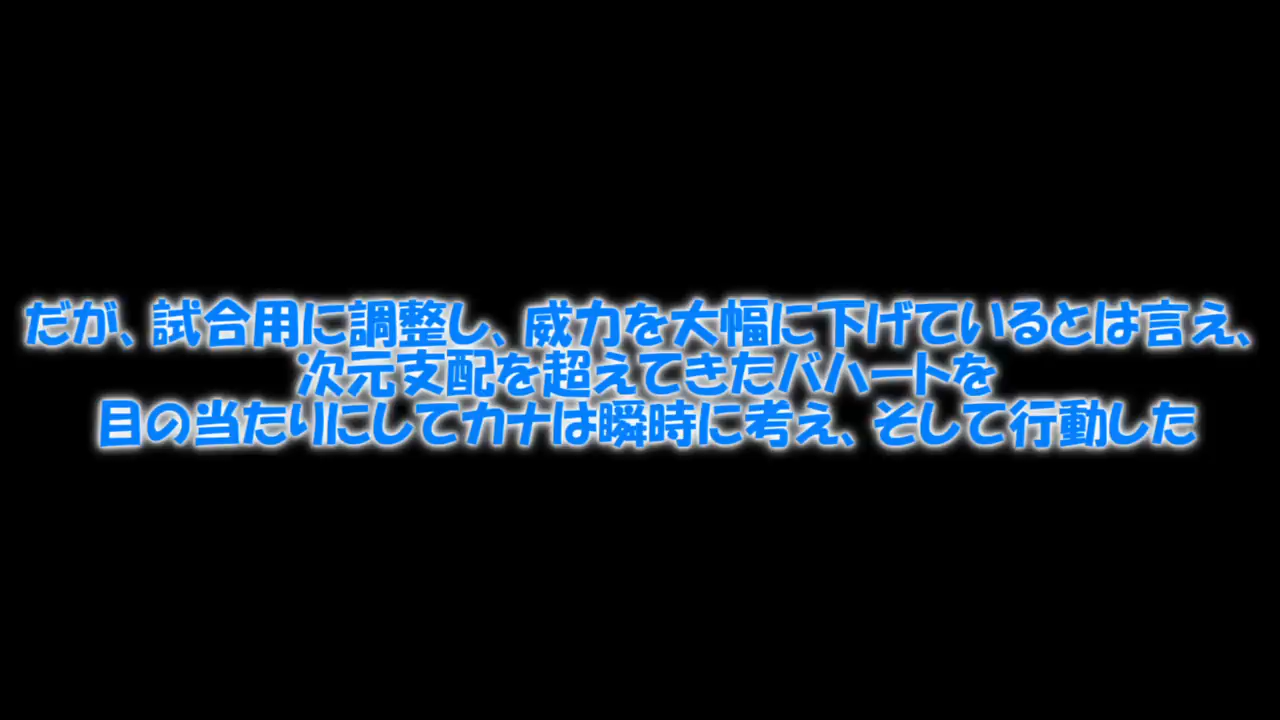 だが、試合用に調整し、威力を大幅に下げているとは言え、
次元支配を超えてきたバハートを
目の当たりにしてカナは瞬時に考え、そして行動した